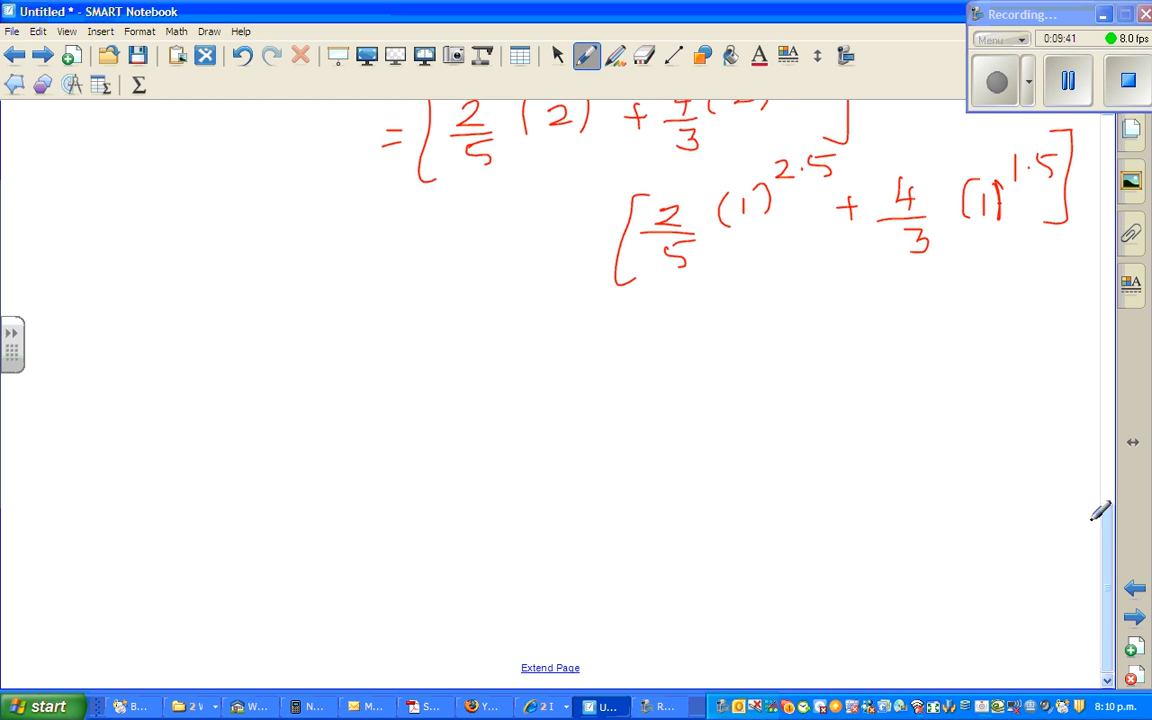 Untitled * - SMART Notebook
Recording...
File Edit View Insert Format Math Draw Help
Menu
0:09:41
8.0 fps
= [ 2/5 (2) + 4/3 ( ) ]
[ 2/5 (1)^2.5 + 4/3 (1)^1.5 ]
Extend Page
start
B...
2 \
W...
N...
M...
S...
Y...
2 I
U...
R...
8:10 p.m.